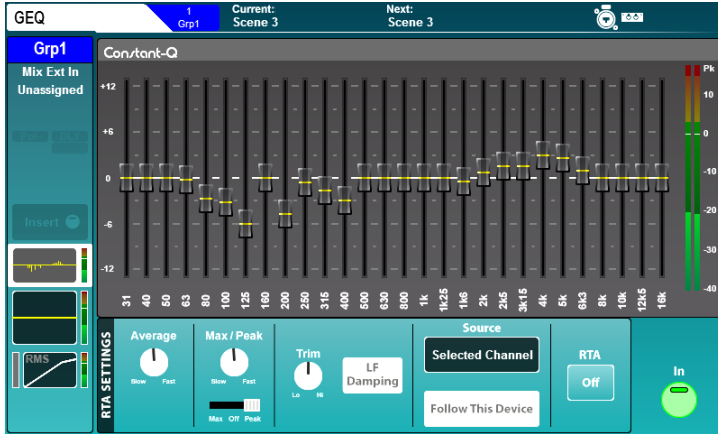 GEQ
1
Grp1
Current:
Scene 3
Next:
Scene 3
Grp1
Mix Ext In
Unassigned
Insert
RMS
Constant-Q
+12
+6
0
-6
-12
31 40 50 63 80 100 125 160 200 250 315 400 500 630 800 1k 1k25 1k6 2k 2k5 3k15 4k 5k 6k3 8k 10k 12k5 16k
Pk
10
0
-10
-20
-30
-40
RTA SETTINGS
Average
Slow Fast
Max / Peak
Slow Fast
Max Off Peak
Trim
Lo Hi
LF
Damping
Source
Selected Channel
Follow This Device
RTA
Off
In